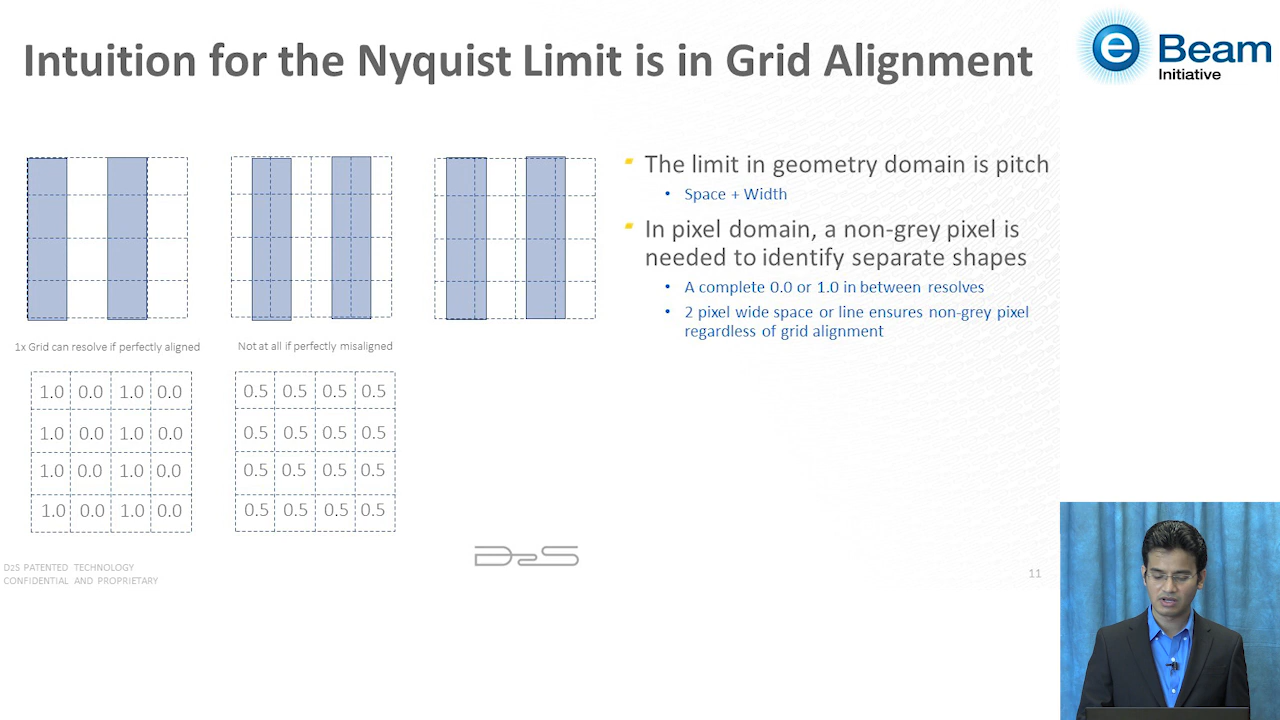 Intuition for the Nyquist Limit is in Grid Alignment
e Beam
Initiative
The limit in geometry domain is pitch
• Space + Width
In pixel domain, a non-grey pixel is
needed to identify separate shapes
• A complete 0.0 or 1.0 in between resolves
• 2 pixel wide space or line ensures non-grey pixel
regardless of grid alignment
1x Grid can resolve if perfectly aligned
Not at all if perfectly misaligned
1.0 0.0 1.0 0.0
1.0 0.0 1.0 0.0
1.0 0.0 1.0 0.0
1.0 0.0 1.0 0.0
0.5 0.5 0.5 0.5
0.5 0.5 0.5 0.5
0.5 0.5 0.5 0.5
0.5 0.5 0.5 0.5
D2S PATENTED TECHNOLOGY
CONFIDENTIAL AND PROPRIETARY
D2S
11